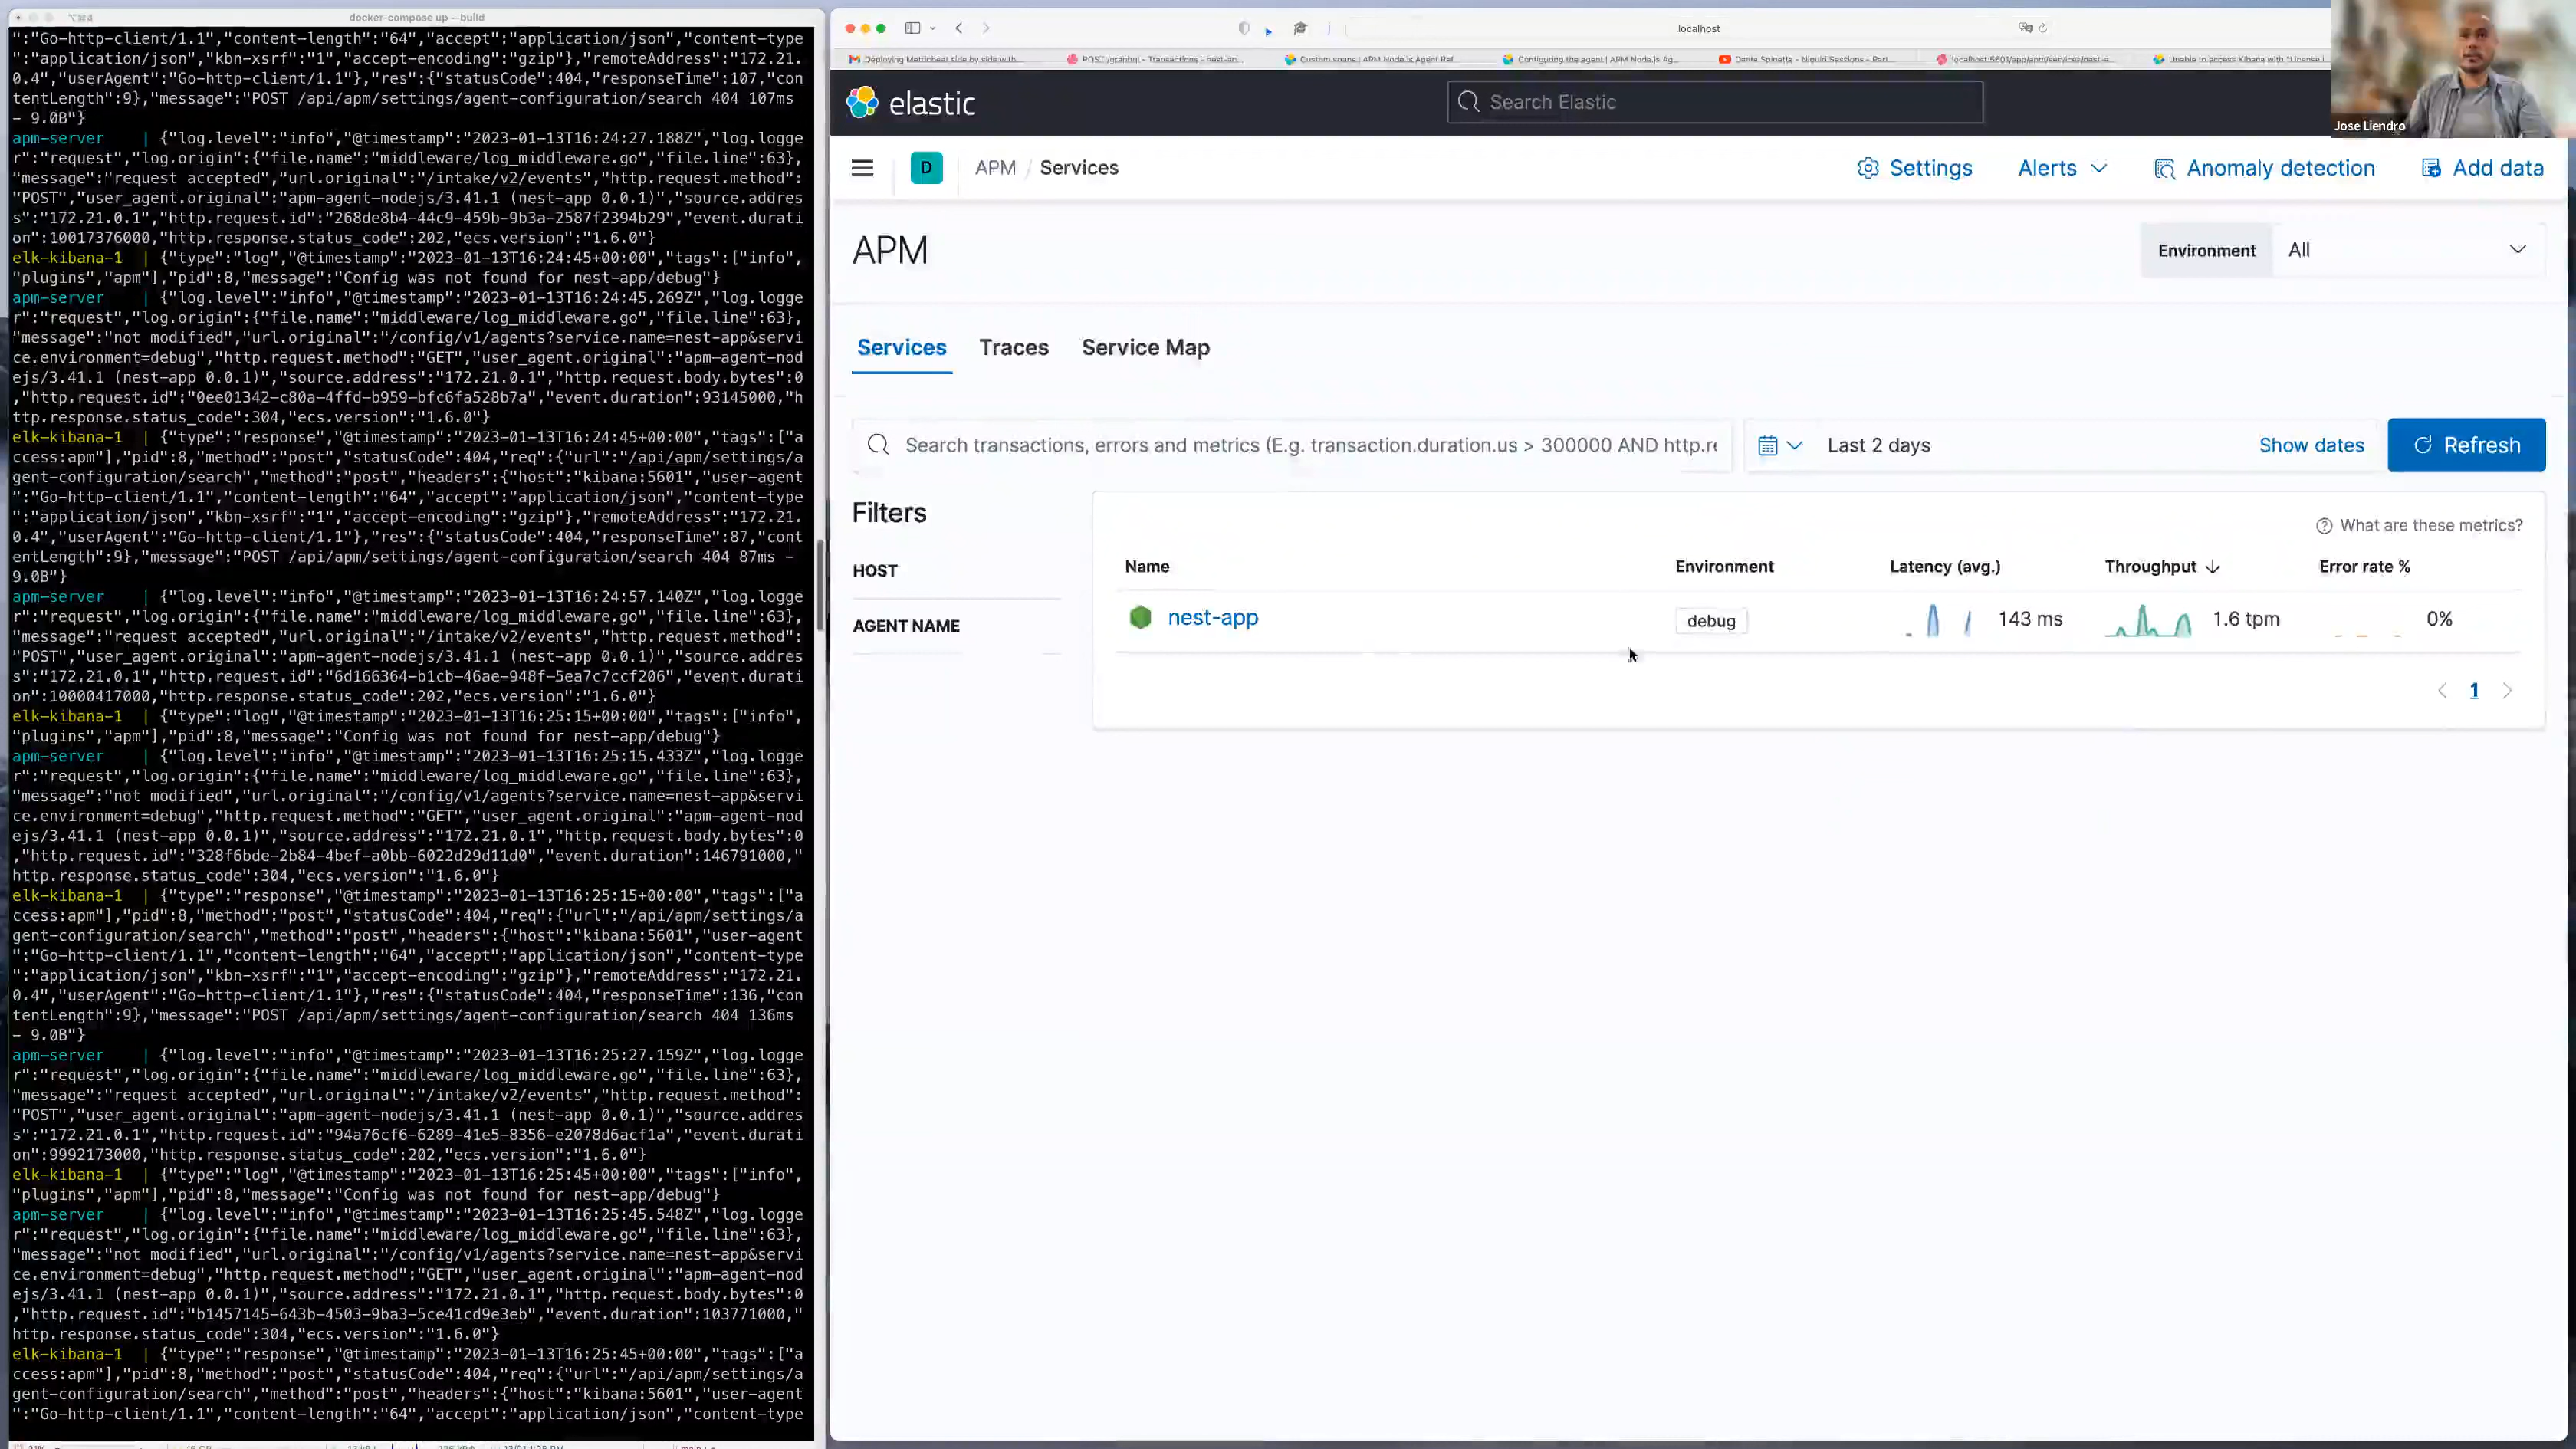 docker-compose up --build
":"Go-http-client/1.1","content-length":"64","accept":"application/json","content-type
":"application/json","kbn-xsrf":"1","accept-encoding":"gzip"},"remoteAddress":"172.21.
0.4","userAgent":"Go-http-client/1.1"},"res":{"statusCode":404,"responseTime":107,"con
tentLength":9},"message":"POST /api/apm/settings/agent-configuration/search 404 107ms
- 9.0B"}
apm-server | {"log.level":"info","@timestamp":"2023-01-13T16:24:27.188Z","log.logge
r":"request","log.origin":{"file.name":"middleware/log_middleware.go","file.line":63},
"message":"request accepted","url.original":"/intake/v2/events","http.request.method":
"POST","user_agent.original":"apm-agent-nodejs/3.41.1 (nest-app 0.0.1)","source.addres
s":"172.21.0.1","http.request.id":"268de8b4-44c9-459b-9b3a-2587f2394b29","event.durati
on":10017376000,"http.response.status_code":202,"ecs.version":"1.6.0"}
elk-kibana-1 | {"type":"log","@timestamp":"2023-01-13T16:24:45+00:00","tags":["info",
"plugins","apm"],"pid":8,"message":"Config was not found for nest-app/debug"}
apm-server | {"log.level":"info","@timestamp":"2023-01-13T16:24:45.269Z","log.logge
r":"request","log.origin":{"file.name":"middleware/log_middleware.go","file.line":63},
"message":"not modified","url.original":"/config/v1/agents?service.name=nest-app&servi
ce.environment=debug","http.request.method":"GET","user_agent.original":"apm-agent-nod
ejs/3.41.1 (nest-app 0.0.1)","source.address":"172.21.0.1","http.request.body.bytes":0
,"http.request.id":"0ee01342-c80a-4ffd-b959-bfc6fa528b7a","event.duration":93145000,"h
ttp.response.status_code":304,"ecs.version":"1.6.0"}
elk-kibana-1 | {"type":"response","@timestamp":"2023-01-13T16:24:45+00:00","tags":["a
ccess:apm"],"pid":8,"method":"post","statusCode":404,"req":{"url":"/api/apm/settings/a
gent-configuration/search","method":"post","headers":{"host":"kibana:5601","user-agent
":"Go-http-client/1.1","content-length":"64","accept":"application/json","content-type
":"application/json","kbn-xsrf":"1","accept-encoding":"gzip"},"remoteAddress":"172.21.
0.4","userAgent":"Go-http-client/1.1"},"res":{"statusCode":404,"responseTime":87,"cont
entLength":9},"message":"POST /api/apm/settings/agent-configuration/search 404 87ms -
9.0B"}
apm-server | {"log.level":"info","@timestamp":"2023-01-13T16:24:57.140Z","log.logge
r":"request","log.origin":{"file.name":"middleware/log_middleware.go","file.line":63},
"message":"request accepted","url.original":"/intake/v2/events","http.request.method":
"POST","user_agent.original":"apm-agent-nodejs/3.41.1 (nest-app 0.0.1)","source.addres
s":"172.21.0.1","http.request.id":"6d166364-b1cb-46ae-948f-5ea7c7ccf206","event.durati
on":10000417000,"http.response.status_code":202,"ecs.version":"1.6.0"}
elk-kibana-1 | {"type":"log","@timestamp":"2023-01-13T16:25:15+00:00","tags":["info",
"plugins","apm"],"pid":8,"message":"Config was not found for nest-app/debug"}
apm-server | {"log.level":"info","@timestamp":"2023-01-13T16:25:15.433Z","log.logge
r":"request","log.origin":{"file.name":"middleware/log_middleware.go","file.line":63},
"message":"not modified","url.original":"/config/v1/agents?service.name=nest-app&servi
ce.environment=debug","http.request.method":"GET","user_agent.original":"apm-agent-nod
ejs/3.41.1 (nest-app 0.0.1)","source.address":"172.21.0.1","http.request.body.bytes":0
,"http.request.id":"328f6bde-2b84-4bef-a0bb-6022d29d11d0","event.duration":146791000,"
http.response.status_code":304,"ecs.version":"1.6.0"}
elk-kibana-1 | {"type":"response","@timestamp":"2023-01-13T16:25:15+00:00","tags":["a
ccess:apm"],"pid":8,"method":"post","statusCode":404,"req":{"url":"/api/apm/settings/a
gent-configuration/search","method":"post","headers":{"host":"kibana:5601","user-agent
":"Go-http-client/1.1","content-length":"64","accept":"application/json","content-type
":"application/json","kbn-xsrf":"1","accept-encoding":"gzip"},"remoteAddress":"172.21.
0.4","userAgent":"Go-http-client/1.1"},"res":{"statusCode":404,"responseTime":136,"con
tentLength":9},"message":"POST /api/apm/settings/agent-configuration/search 404 136ms
- 9.0B"}
apm-server | {"log.level":"info","@timestamp":"2023-01-13T16:25:27.159Z","log.logge
r":"request","log.origin":{"file.name":"middleware/log_middleware.go","file.line":63},
"message":"request accepted","url.original":"/intake/v2/events","http.request.method":
"POST","user_agent.original":"apm-agent-nodejs/3.41.1 (nest-app 0.0.1)","source.addres
s":"172.21.0.1","http.request.id":"94a76cf6-6289-41e5-8356-e2078d6acf1a","event.durati
on":9992173000,"http.response.status_code":202,"ecs.version":"1.6.0"}
elk-kibana-1 | {"type":"log","@timestamp":"2023-01-13T16:25:45+00:00","tags":["info",
"plugins","apm"],"pid":8,"message":"Config was not found for nest-app/debug"}
apm-server | {"log.level":"info","@timestamp":"2023-01-13T16:25:45.548Z","log.logge
r":"request","log.origin":{"file.name":"middleware/log_middleware.go","file.line":63},
"message":"not modified","url.original":"/config/v1/agents?service.name=nest-app&servi
ce.environment=debug","http.request.method":"GET","user_agent.original":"apm-agent-nod
ejs/3.41.1 (nest-app 0.0.1)","source.address":"172.21.0.1","http.request.body.bytes":0
,"http.request.id":"b1457145-643b-4503-9ba3-5ce41cd9e3eb","event.duration":103771000,"
http.response.status_code":304,"ecs.version":"1.6.0"}
elk-kibana-1 | {"type":"response","@timestamp":"2023-01-13T16:25:45+00:00","tags":["a
ccess:apm"],"pid":8,"method":"post","statusCode":404,"req":{"url":"/api/apm/settings/a
gent-configuration/search","method":"post","headers":{"host":"kibana:5601","user-agent
":"Go-http-client/1.1","content-length":"64","accept":"application/json","content-type
localhost
Deploying Metricbeat side by side with...
POST /graphql - Transactions - nest-ap...
Custom spans | APM Node.js Agent Ref...
Configuring the agent | APM Node.js Ag...
Dante Spinetta - Niguiri Sessions - Part...
localhost:5601/app/apm/services/nest-a...
Unable to access Kibana with "License i...
elastic
Search Elastic
Jose Liendro
D
APM / Services
Settings
Alerts
Anomaly detection
Add data
APM
Environment All
Services Traces Service Map
Search transactions, errors and metrics (E.g. transaction.duration.us > 300000 AND http.re
Last 2 days
Show dates
Refresh
Filters
HOST
AGENT NAME
What are these metrics?
Name Environment Latency (avg.) Throughput Error rate %
nest-app debug 143 ms 1.6 tpm 0%
1